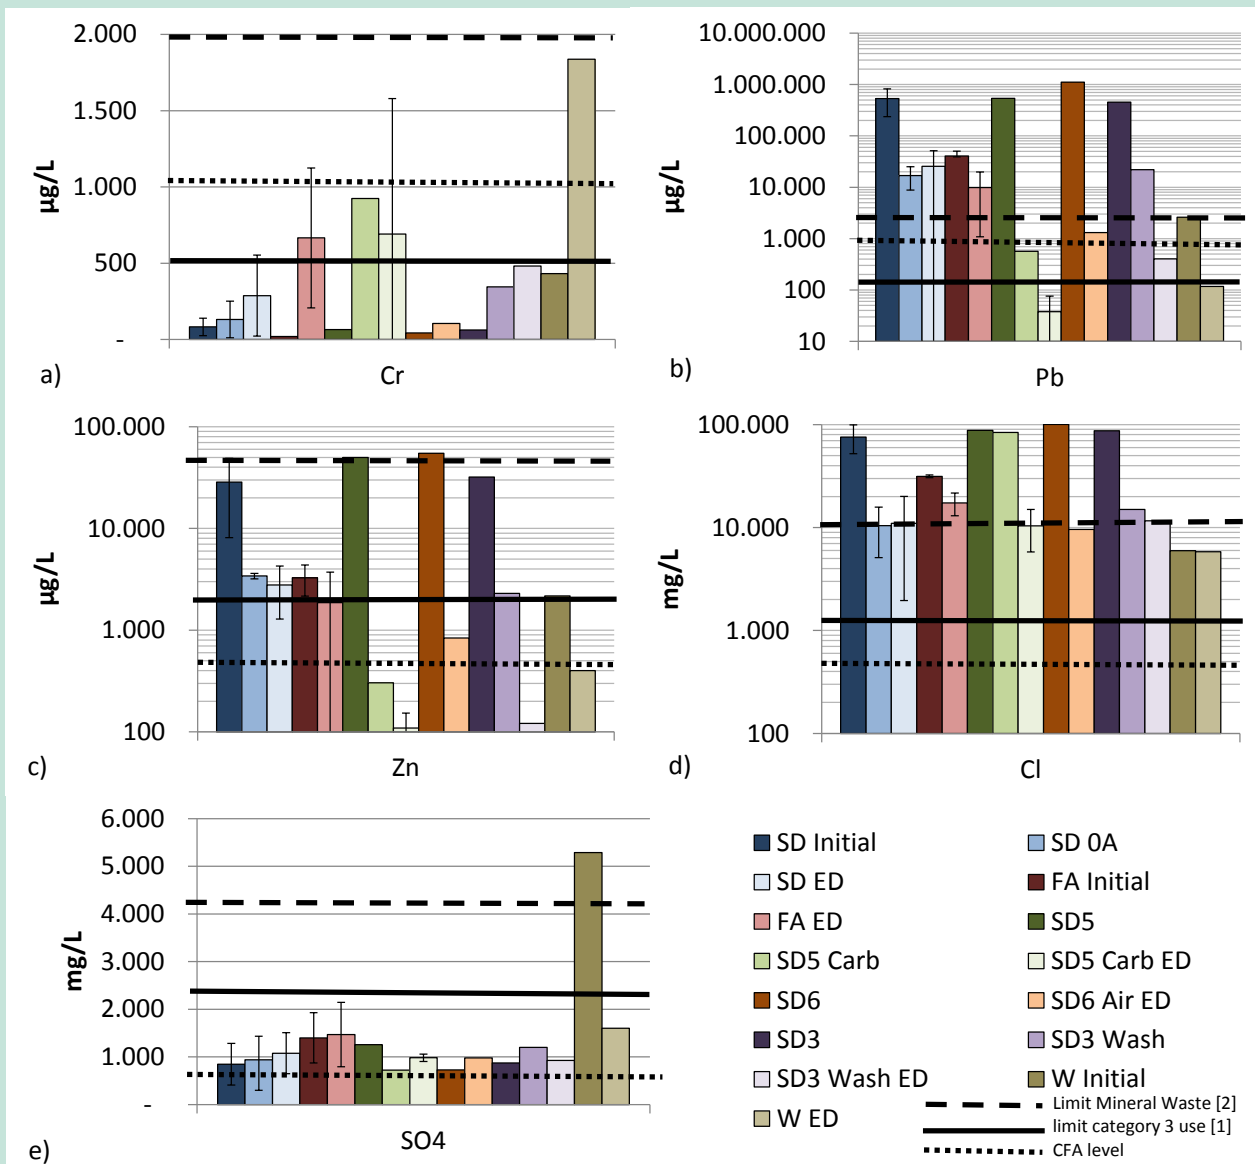 2.000
1.500
1.000
500
-
µg/L
a)
Cr
10.000.000
1.000.000
100.000
10.000
1.000
100
10
µg/L
b)
Pb
100.000
10.000
1.000
100
µg/L
c)
Zn
100.000
10.000
1.000
100
mg/L
d)
Cl
6.000
5.000
4.000
3.000
2.000
1.000
-
mg/L
e)
SO4
SD Initial
SD 0A
SD ED
FA Initial
FA ED
SD5
SD5 Carb
SD5 Carb ED
SD6
SD6 Air ED
SD3
SD3 Wash
SD3 Wash ED
W Initial
W ED
Limit Mineral Waste [2]
limit category 3 use [1]
CFA level